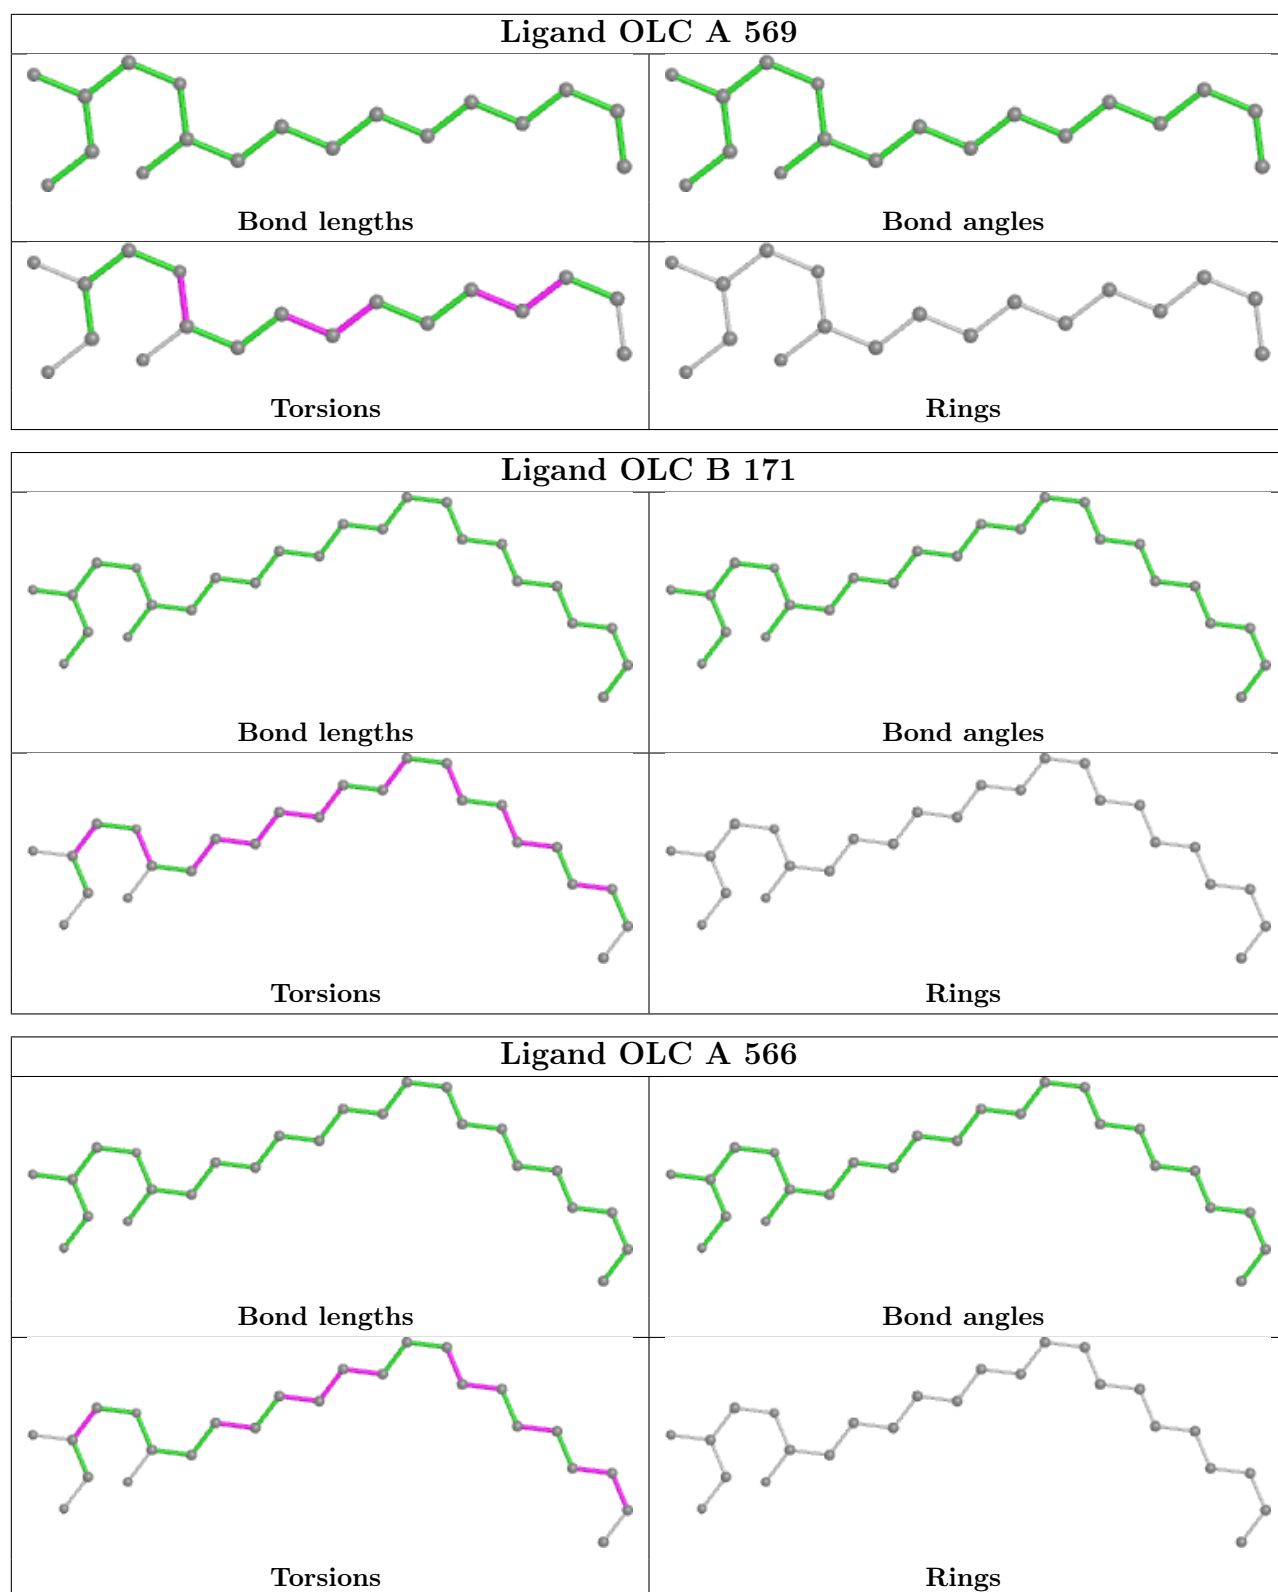 Ligand OLC A 569
Bond lengths
Bond angles
Torsions
Rings
Ligand OLC B 171
Bond lengths
Bond angles
Torsions
Rings
Ligand OLC A 566
Bond lengths
Bond angles
Torsions
Rings